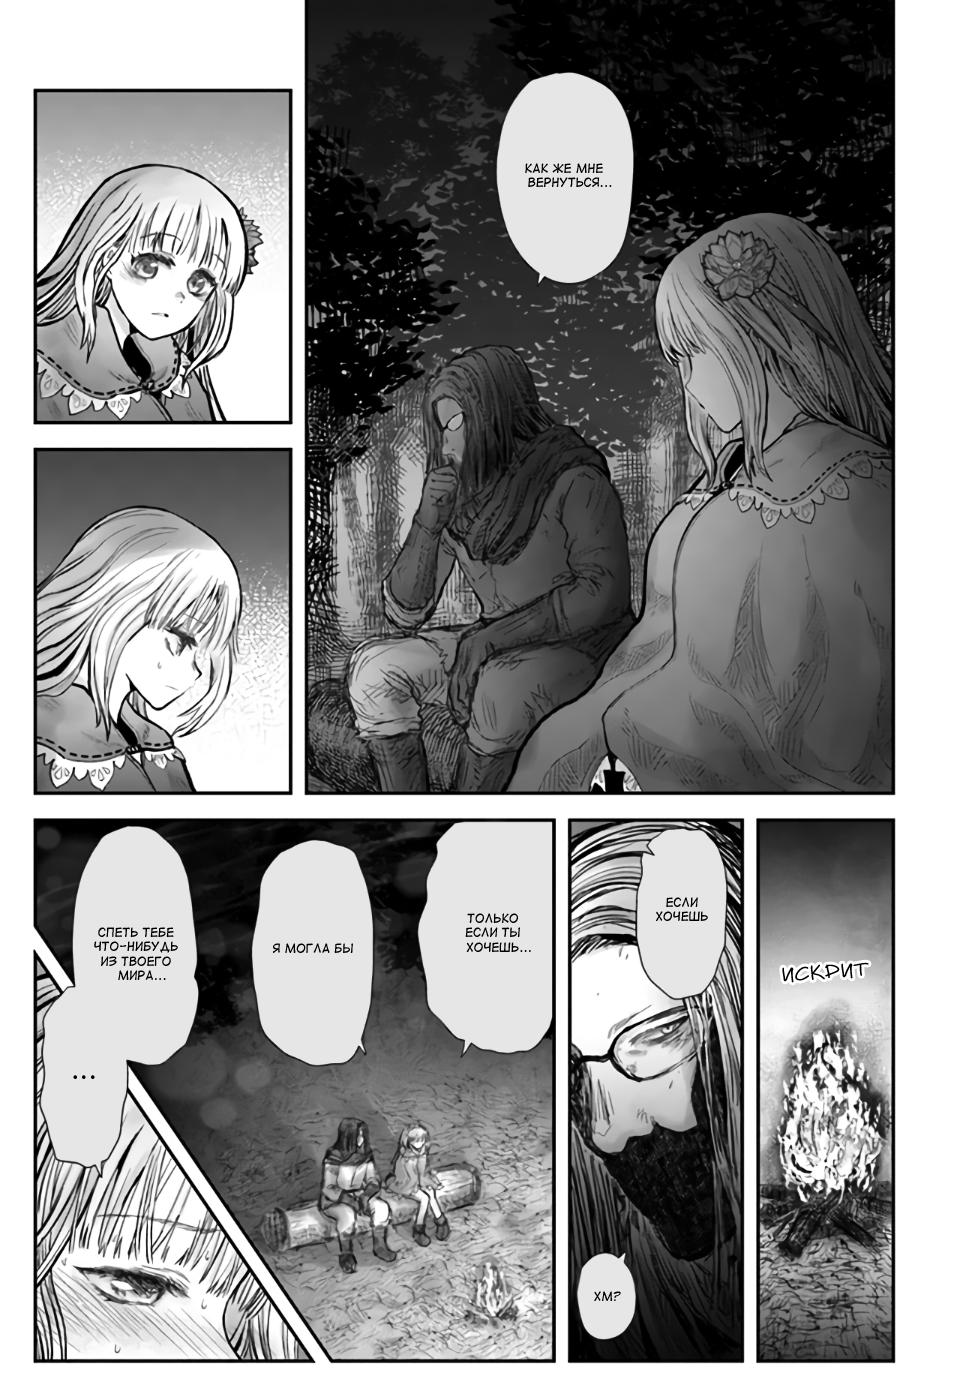 КАК ЖЕ МНЕ
ВЕРНУТЬСЯ...
ИСКРИТ
ЕСЛИ
ХОЧЕШЬ
ХМ?
ТОЛЬКО
ЕСЛИ ТЫ
ХОЧЕШЬ...
Я МОГЛА БЫ
СПЕТЬ ТЕБЕ
ЧТО-НИБУДЬ
ИЗ ТВОЕГО
МИРА...
...